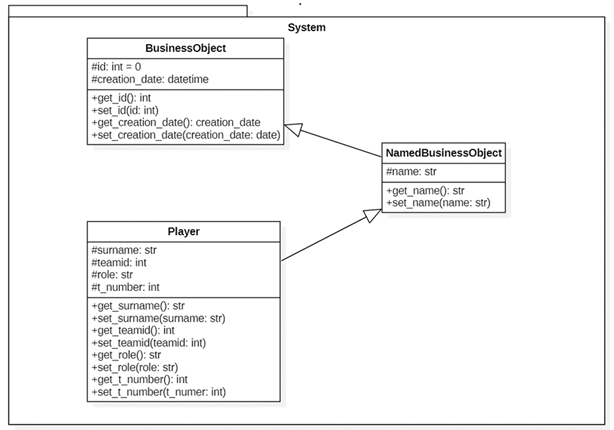 System
BusinessObject
#id: int = 0
#creation_date: datetime
+get_id(): int
+set_id(id: int)
+get_creation_date(): creation_date
+set_creation_date(creation_date: date)
NamedBusinessObject
#name: str
+get_name(): str
+set_name(name: str)
Player
#surname: str
#teamid: int
#role: str
#t_number: int
+get_surname(): str
+set_surname(surname: str)
+get_teamid(): int
+set_teamid(teamid: int)
+get_role(): str
+set_role(role: str)
+get_t_number(): int
+set_t_number(t_numer: int)